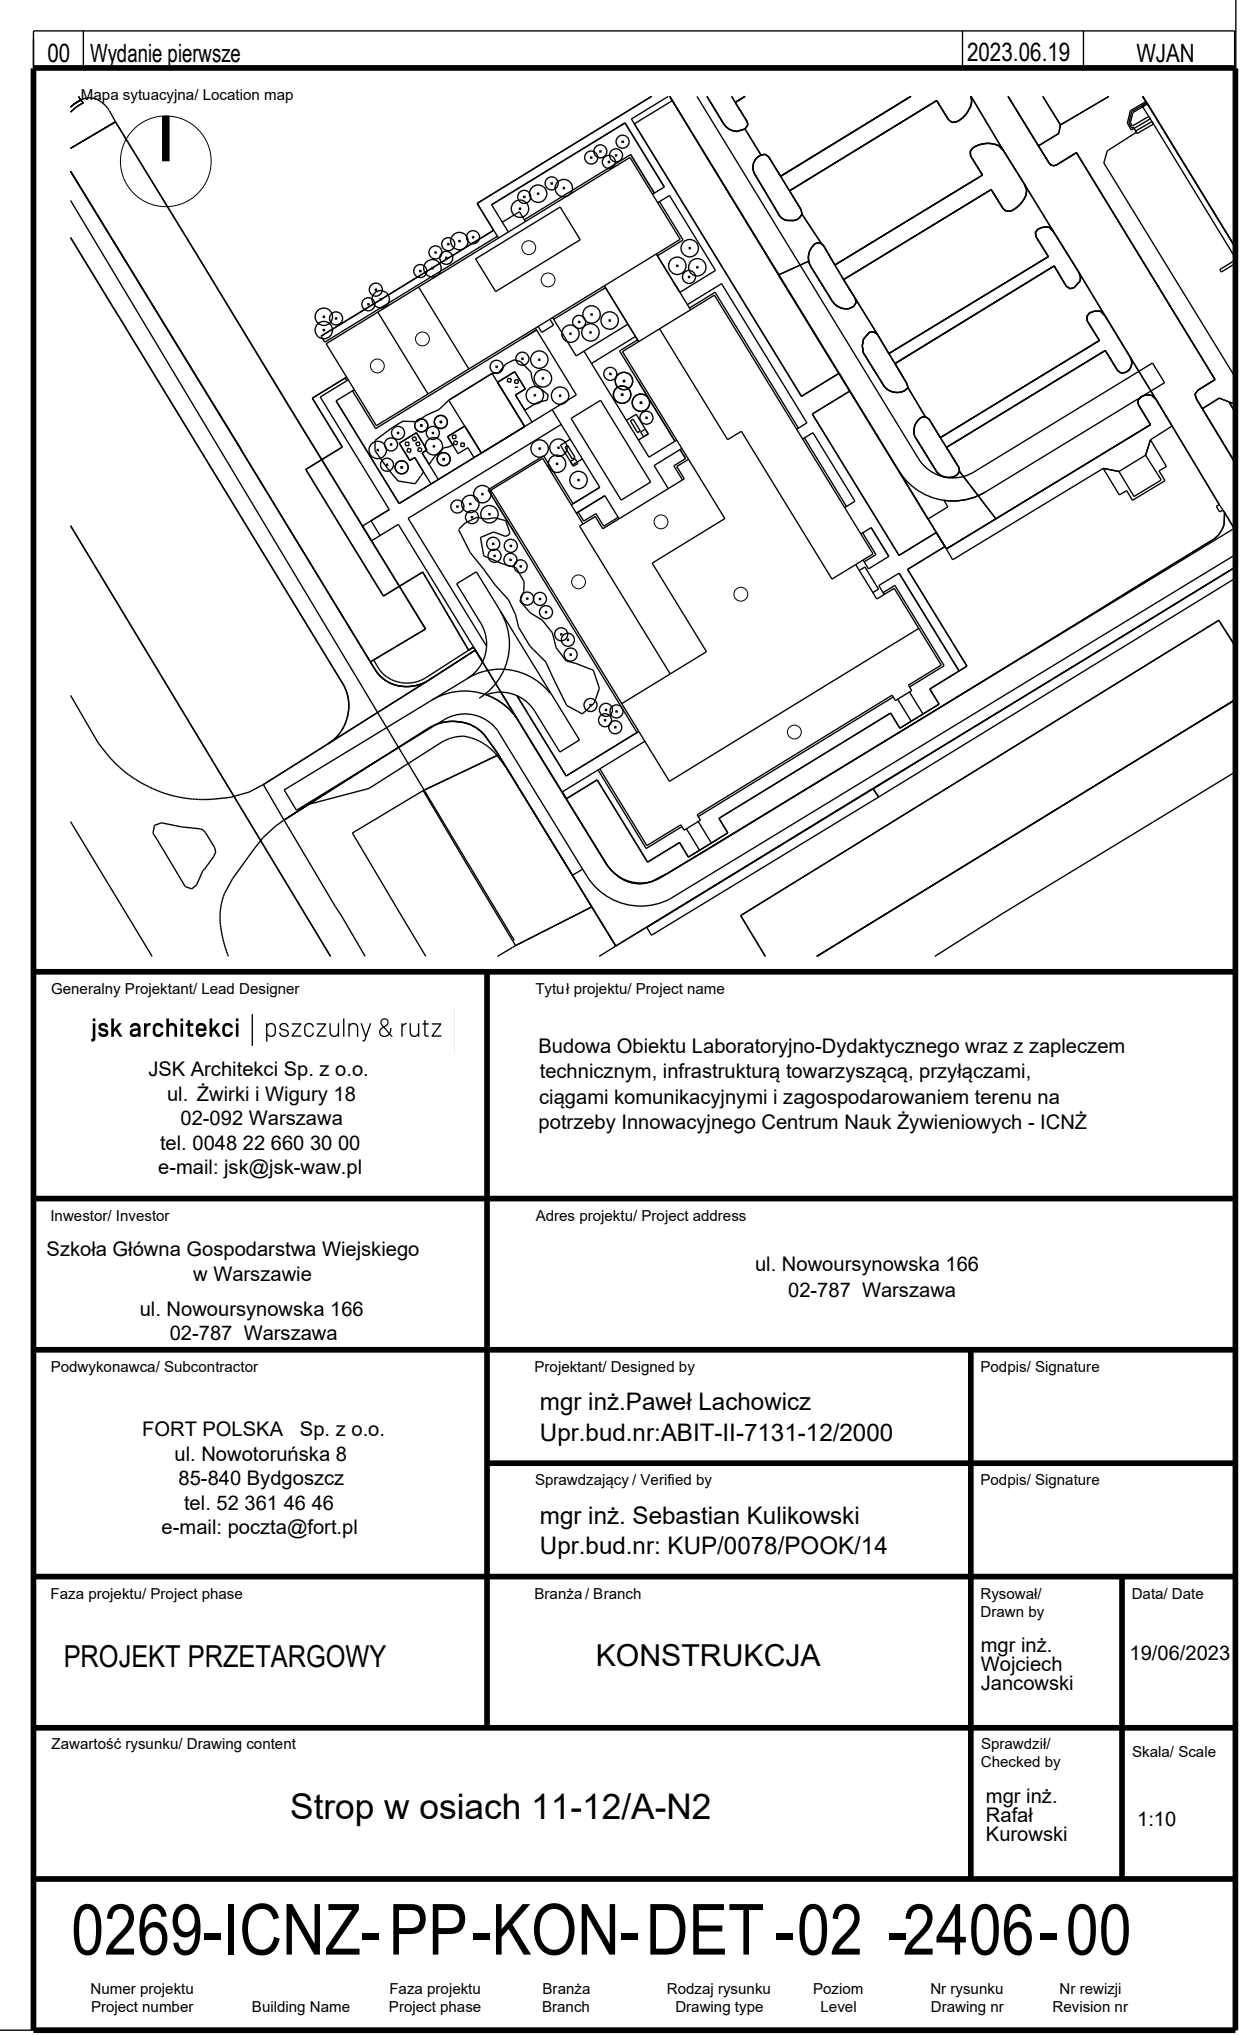 00 Wydanie pierwsze 2023.06.19 WJAN
Mapa sytuacyjna/ Location map
Generalny Projektant/ Lead Designer
jsk architekci | pszczulny & rutz
JSK Architekci Sp. z o.o.
ul. Żwirki i Wigury 18
02-092 Warszawa
tel. 0048 22 660 30 00
e-mail: jsk@jsk-waw.pl
Tytuł projektu/ Project name
Budowa Obiektu Laboratoryjno-Dydaktycznego wraz z zapleczem
technicznym, infrastrukturą towarzyszącą, przyłączami,
ciągami komunikacyjnymi i zagospodarowaniem terenu na
potrzeby Innowacyjnego Centrum Nauk Żywieniowych - ICNŻ
Inwestor/ Investor
Szkoła Główna Gospodarstwa Wiejskiego
w Warszawie
ul. Nowoursynowska 166
02-787 Warszawa
Adres projektu/ Project address
ul. Nowoursynowska 166
02-787 Warszawa
Podwykonawca/ Subcontractor
FORT POLSKA Sp. z o.o.
ul. Nowotoruńska 8
85-840 Bydgoszcz
tel. 52 361 46 46
e-mail: poczta@fort.pl
Projektant/ Designed by
mgr inż.Paweł Lachowicz
Upr.bud.nr:ABIT-II-7131-12/2000
Podpis/ Signature
Sprawdzający / Verified by
mgr inż. Sebastian Kulikowski
Upr.bud.nr: KUP/0078/POOK/14
Podpis/ Signature
Faza projektu/ Project phase
PROJEKT PRZETARGOWY
Branża / Branch
KONSTRUKCJA
Rysował/
Drawn by
mgr inż.
Wojciech
Jancowski
Data/ Date
19/06/2023
Zawartość rysunku/ Drawing content
Strop w osiach 11-12/A-N2
Sprawdził/
Checked by
mgr inż.
Rafał
Kurowski
Skala/ Scale
1:10
0269-ICNZ-PP-KON-DET-02-2406-00
Numer projektu Faza projektu Branża Rodzaj rysunku Poziom Nr rysunku Nr rewizji
Project number Building Name Project phase Branch Drawing type Level Drawing nr Revision nr